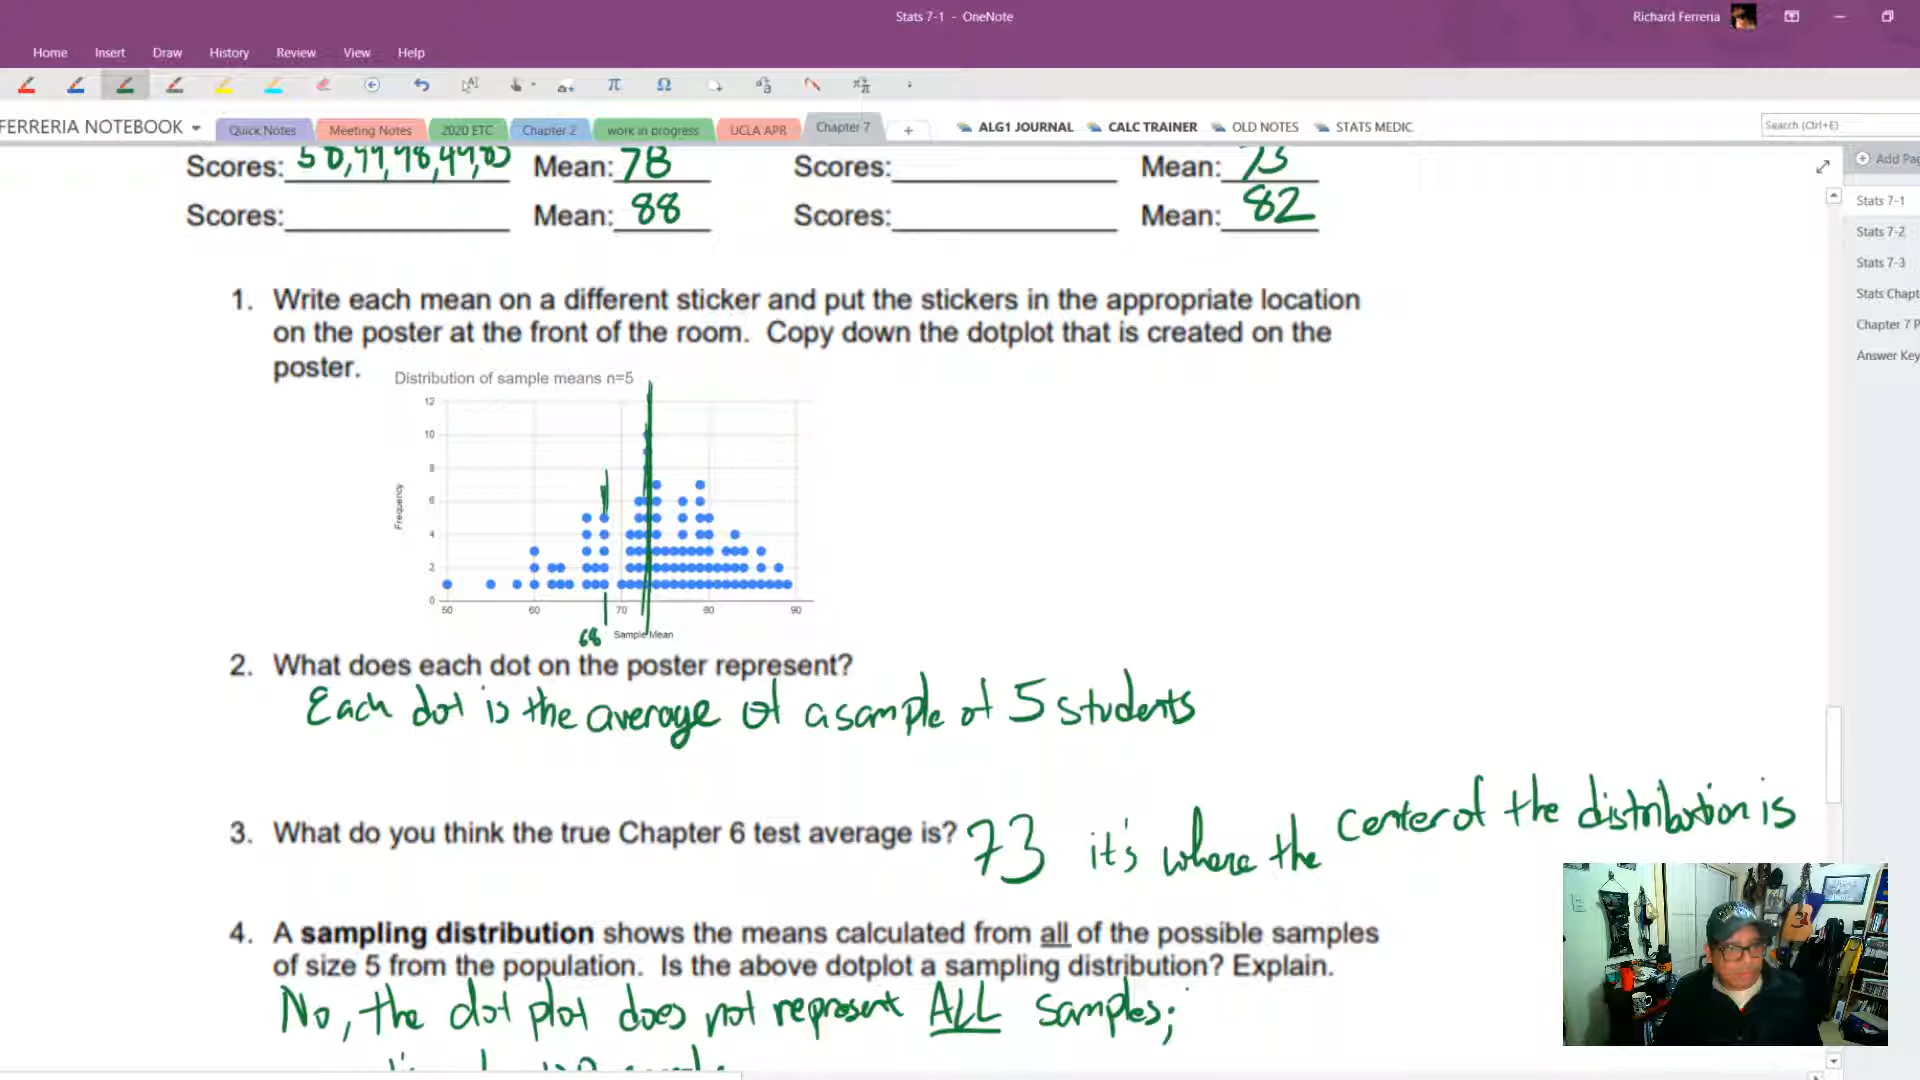 Stats 7-1 - OneNote
Richard Ferreria
Home Insert Draw History Review View Help
FERRERIA NOTEBOOK
Quick Notes Meeting Notes 2020 ETC Chapter 2 work in progress UCLA APR Chapter 7 +
ALG1 JOURNAL CALC TRAINER OLD NOTES STATS MEDIC
Search (Ctrl+E)
Add Pag
Stats 7-1
Stats 7-2
Stats 7-3
Stats Chapt
Chapter 7 P
Answer Key
Scores: Mean: 78 Scores: Mean:
Scores: Mean: 88 Scores: Mean: 82
1. Write each mean on a different sticker and put the stickers in the appropriate location
on the poster at the front of the room. Copy down the dotplot that is created on the
poster.
Distribution of sample means n=5
Frequency
12
10
8
6
4
2
0
50 60 70 80 90
68
Sample Mean
2. What does each dot on the poster represent?
Each dot is the average of a sample of 5 students
3. What do you think the true Chapter 6 test average is? 73 it's where the center of the distribution is
4. A sampling distribution shows the means calculated from all of the possible samples
of size 5 from the population. Is the above dotplot a sampling distribution? Explain.
No, the dot plot does not represent ALL samples;